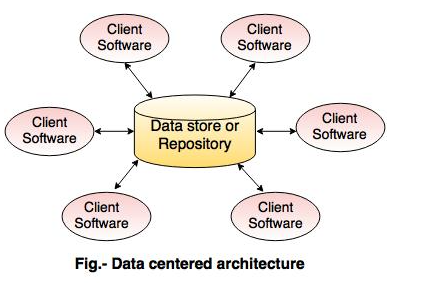 Client
Software
Client
Software
Client
Software
Data store or
Repository
Client
Software
Client
Software
Client
Software
Fig.- Data centered architecture